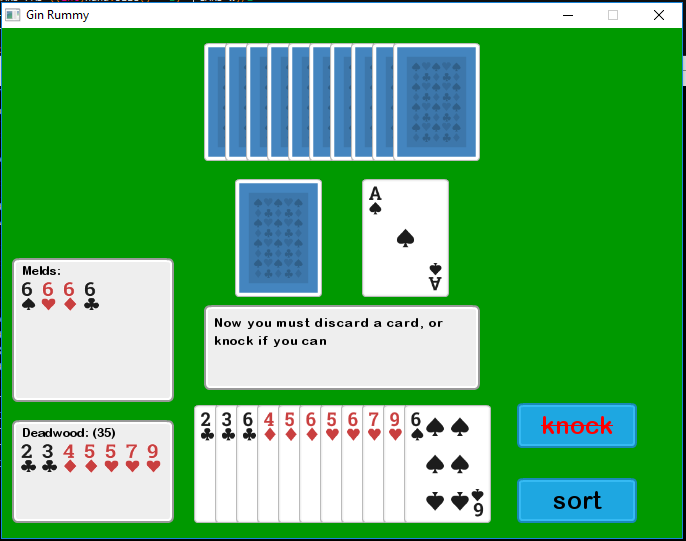 Gin Rummy
A
A
Melds:
6 6 6 6
Now you must discard a card, or
knock if you can
Deadwood: (35)
2 3 4 5 5 7 9
2 3 6 4 5 6 5 6 7 9 6
6
knock
sort